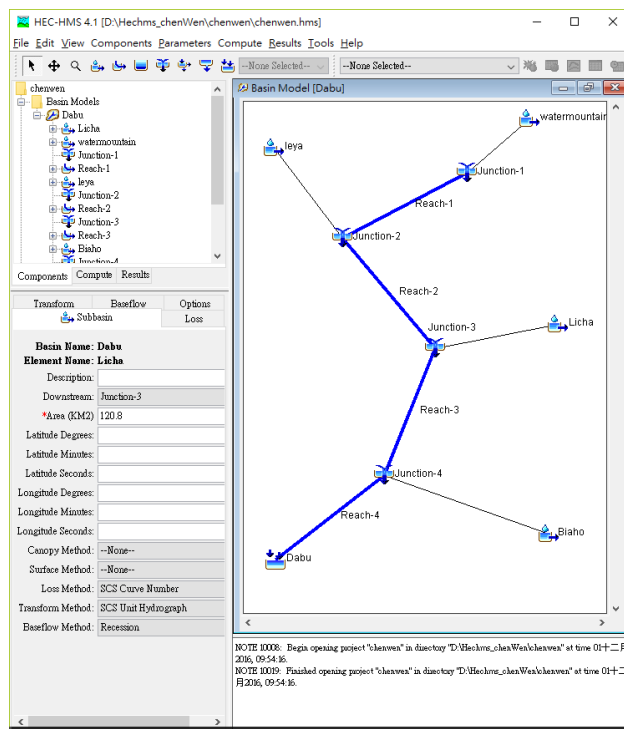 HEC-HMS 4.1 [D:\Hechms_chenWen\chenwen\chenwen.hms]
File Edit View Components Parameters Compute Results Tools Help
--None Selected-- --None Selected--
chenwen
Basin Models
Dabu
Licha
watermountain
Junction-1
Reach-1
leya
Junction-2
Reach-2
Junction-3
Reach-3
Biaho
Junction-4
Components Compute Results
Transform Baseflow Options
Subbasin Loss
Basin Name: Dabu
Element Name: Licha
Description:
Downstream: Junction-3
*Area (KM2) 120.8
Latitude Degrees:
Latitude Minutes:
Latitude Seconds:
Longitude Degrees:
Longitude Minutes:
Longitude Seconds:
Canopy Method: --None--
Surface Method: --None--
Loss Method: SCS Curve Number
Transform Method: SCS Unit Hydrograph
Baseflow Method: Recession
Basin Model [Dabu]
watermountain
leya
Junction-1
Reach-1
Junction-2
Reach-2
Junction-3
Licha
Reach-3
Junction-4
Reach-4
Biaho
Dabu
NOTE 10008: Begin opening project "chenwen" in directory "D:\Hechms_chenWen\chenwen" at time 01十二月
2016, 09:54:16.
NOTE 10019: Finished opening project "chenwen" in directory "D:\Hechms_chenWen\chenwen" at time 01十二
月2016, 09:54:16.